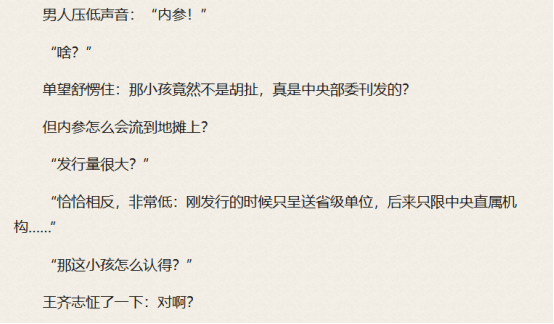 男人压低声音：“内参！”
“啥？”
单望舒愣住：那小孩竟然不是胡扯，真是中央部委刊发的？
但内参怎么会流到地摊上？
“发行量很大？”
“恰恰相反，非常低：刚发行的时候只呈送省级单位，后来只限中央直属机
构......“
“那这小孩怎么认得？”
王齐志怔了一下：对啊？